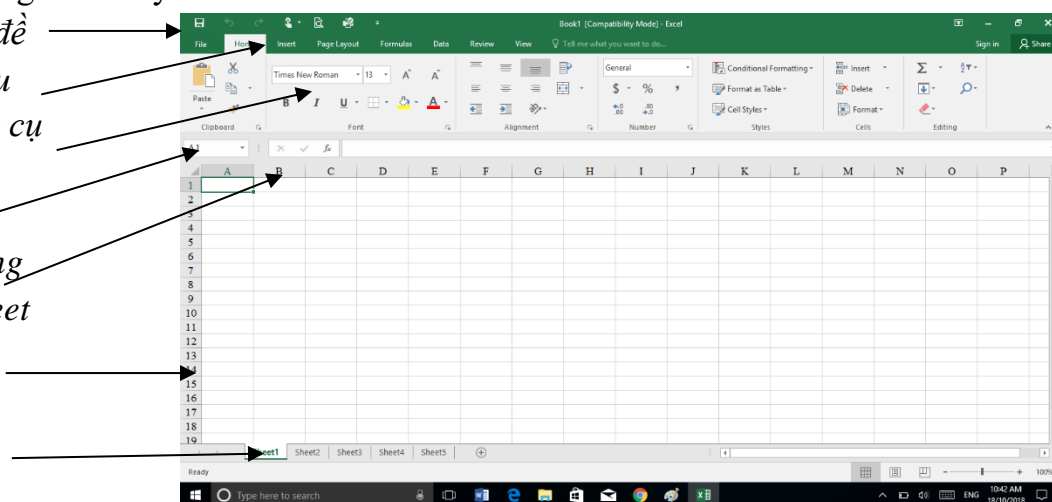 đề
cụ
Book1 [Compatibility Mode] - Excel
File Insert Page Layout Formulas Data Review View Tell me what you want to do... Sign in Share
Times New Roman 13 A A General Conditional Formatting Insert
Paste B I U A $ % , Format as Table Delete
Cell Styles Format
Clipboard Font Alignment Number Styles Cells Editing
A1 fx
A B C D E F G H I J K L M N O P
1
2
3
4
5
6
7
8
9
10
11
12
13
14
15
16
17
18
19
Sheet1 Sheet2 Sheet3 Sheet4 Sheet5
Ready 100%
Type here to search ENG 10:42 AM
18/10/2018